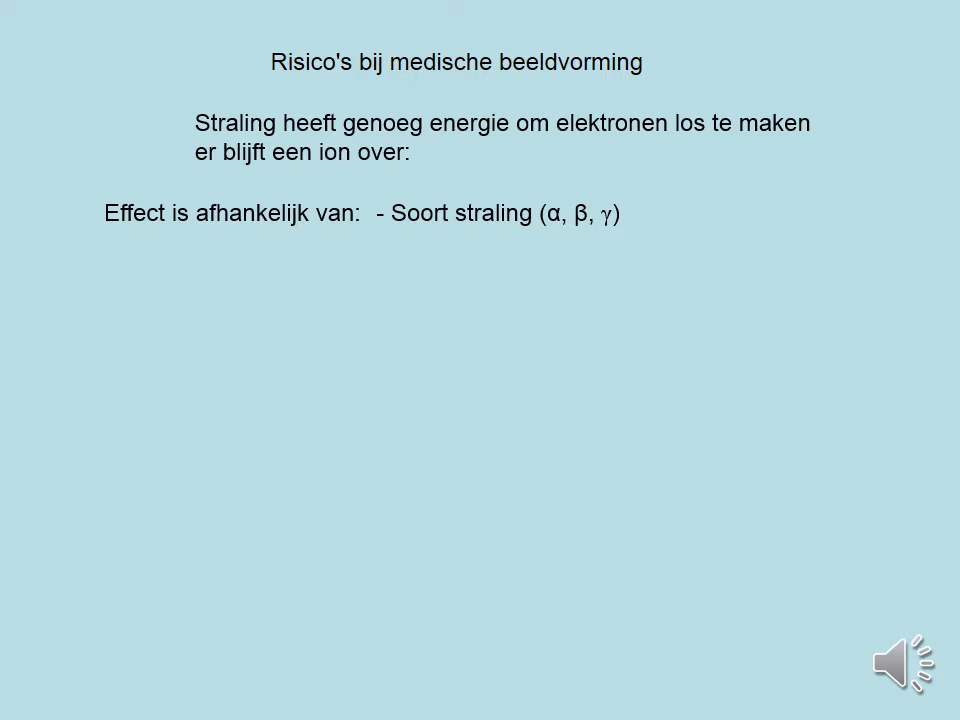 Risico's bij medische beeldvorming
Straling heeft genoeg energie om elektronen los te maken
er blijft een ion over:
Effect is afhankelijk van: - Soort straling (α, β, γ)